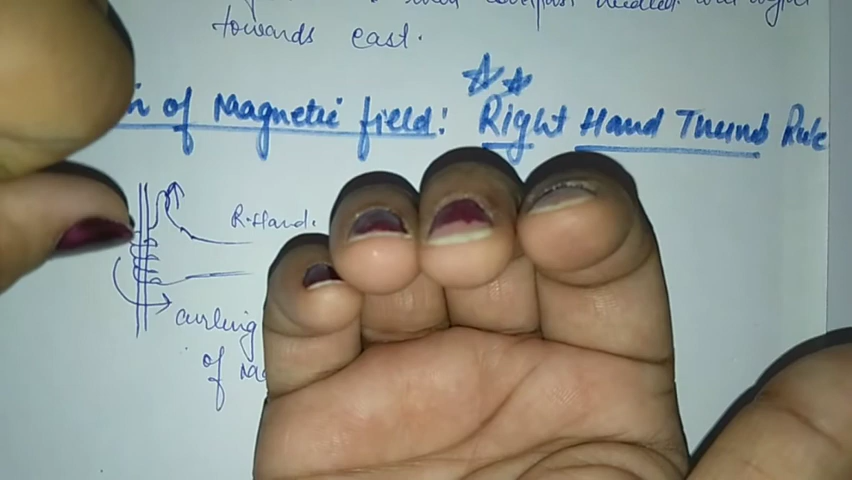 towards east.
of Magnetic field: Right Hand Thumb Rule
R. Hand.
curling
of